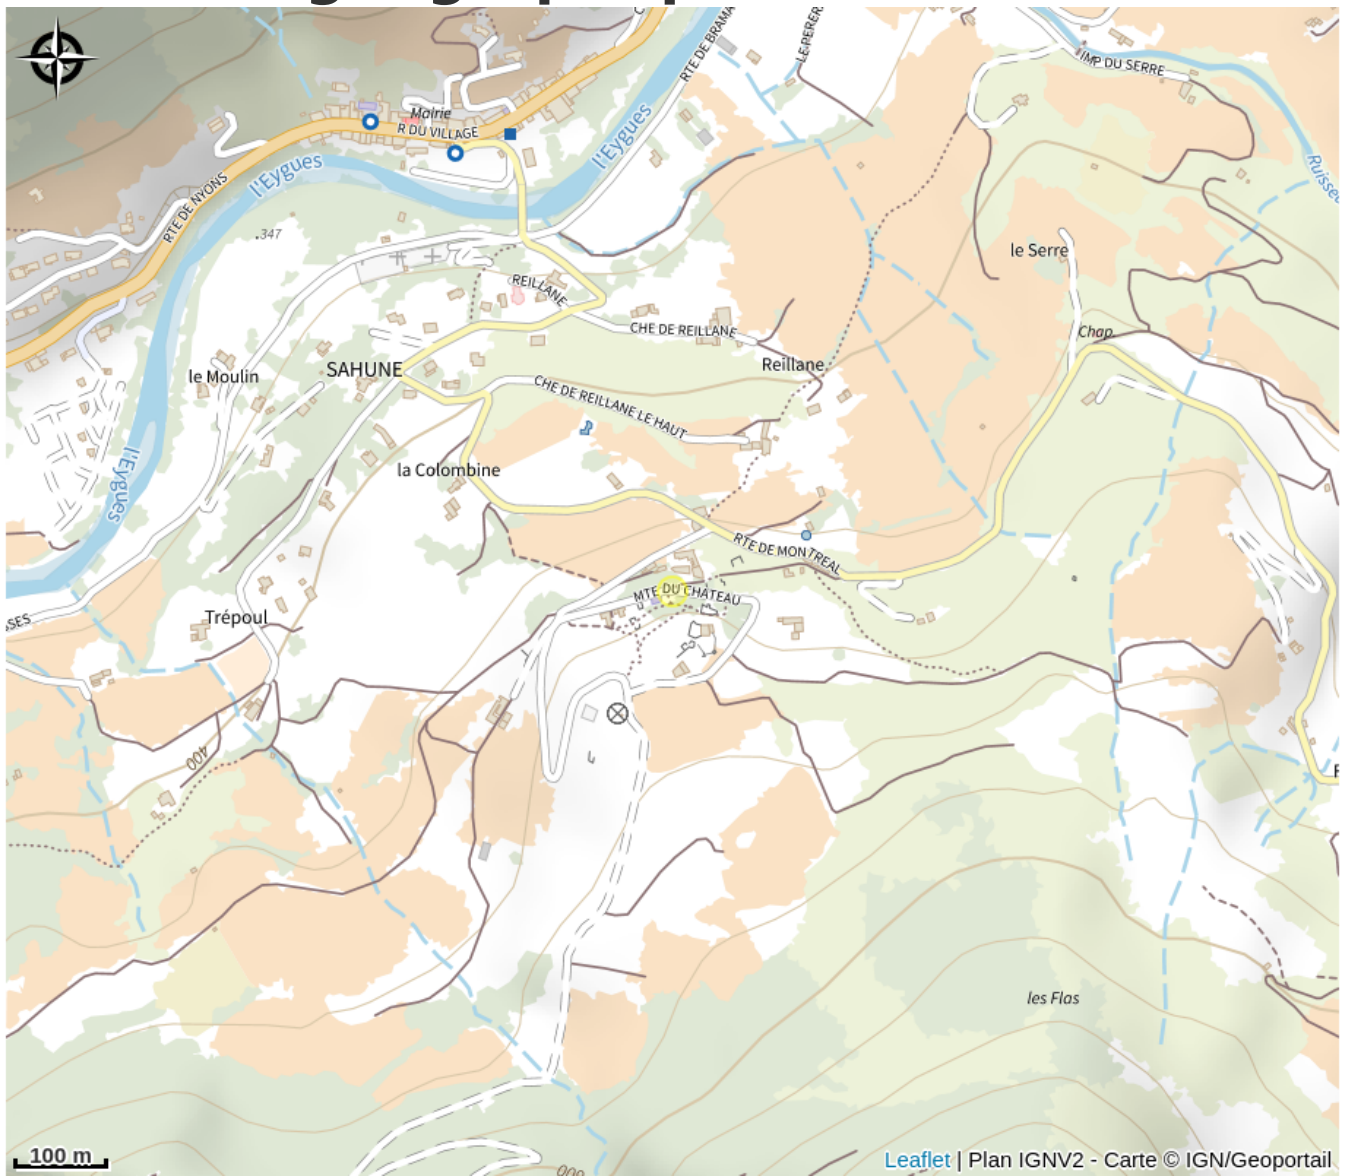 RTE DE BRAMA
LE PERER
IMP DU SERRE
Mairie
R DU VILLAGE
l'Eygues
l'Eygues
Ruisse
RTE DE NYONS
.347
le Serre
REILLANE
CHE DE REILLANE
Chap.
SAHUNE
Reillane
le Moulin
CHE DE REILLANE LE HAUT
la Colombine
l'Eygues
RTE DE MONTREAL
MTE DU CHATEAU
Trépoul
SSES
400
les Flas
100 m
Leaflet | Plan IGNV2 - Carte © IGN/Geoportail